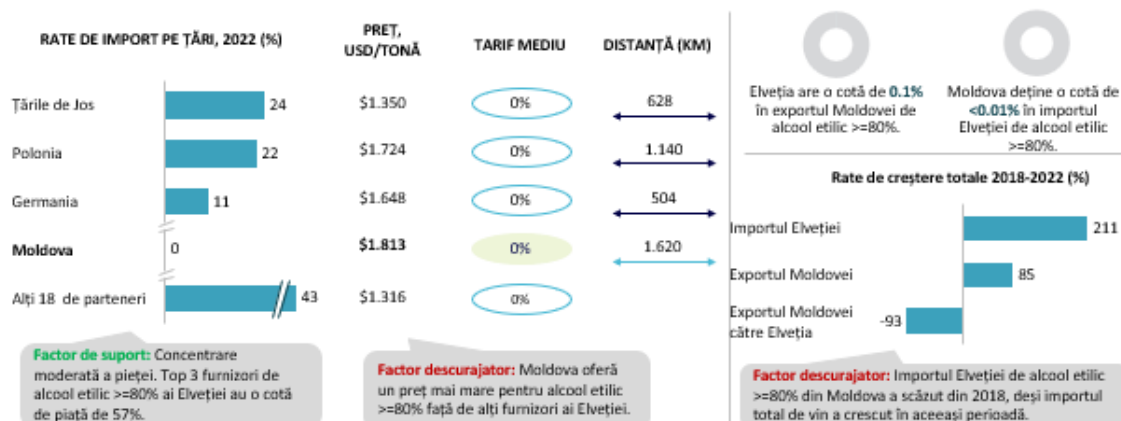 RATE DE IMPORT PE ȚĂRI, 2022 (%)
PREȚ,
USD/TONĂ
TARIF MEDIU
DISTANȚĂ (KM)
Țările de Jos
24
$1.350
0%
628
Polonia
22
$1.724
0%
1.140
Germania
11
$1.648
0%
504
Moldova
0
$1.813
0%
1.620
Alți 18 de parteneri
43
$1.316
0%
Factor de suport: Concentrare
moderată a pieței. Top 3 furnizori de
alcool etilic >=80% ai Elveției au o cotă
de piață de 57%.
Factor descurajator: Moldova oferă
un preț mai mare pentru alcool etilic
>=80% față de alți furnizori ai Elveției.
Elveția are o cotă de 0.1%
în exportul Moldovei de
alcool etilic >=80%.
Moldova deține o cotă de
<0.01% în importul
Elveției de alcool etilic
>=80%.
Rate de creștere totale 2018-2022 (%)
Importul Elveției
211
Exportul Moldovei
85
Exportul Moldovei
către Elveția
-93
Factor descurajator: Importul Elveției de alcool etilic
>=80% din Moldova a scăzut din 2018, deși importul
total de vin a crescut în aceeași perioadă.